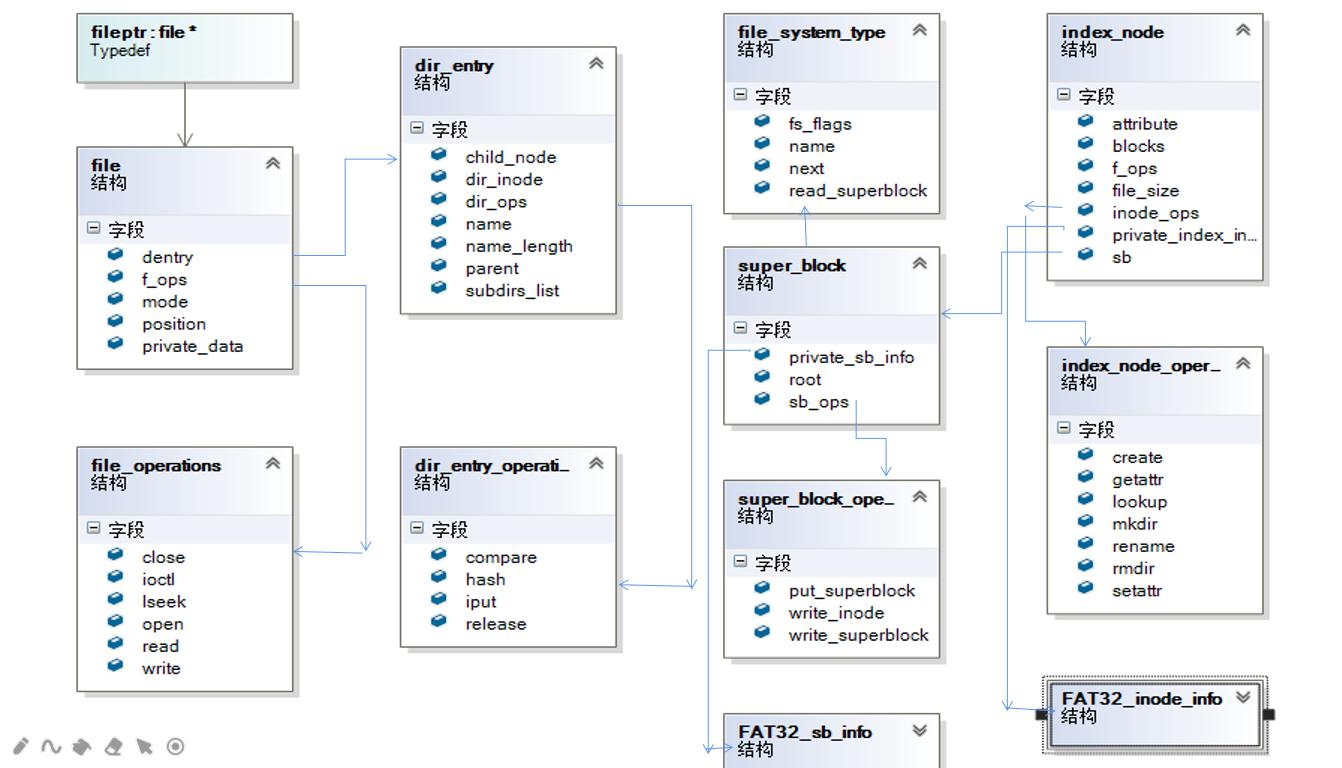 fileptr : file *
Typedef
file
结构
字段
dentry
f_ops
mode
position
private_data
file_operations
结构
字段
close
ioctl
lseek
open
read
write
dir_entry
结构
字段
child_node
dir_inode
dir_ops
name
name_length
parent
subdirs_list
dir_entry_operati_
结构
字段
compare
hash
iput
release
file_system_type
结构
字段
fs_flags
name
next
read_superblock
super_block
结构
字段
private_sb_info
root
sb_ops
super_block_ope_
结构
字段
put_superblock
write_inode
write_superblock
FAT32_sb_info
结构
index_node
结构
字段
attribute
blocks
f_ops
file_size
inode_ops
private_index_in...
sb
index_node_oper_
结构
字段
create
getattr
lookup
mkdir
rename
rmdir
setattr
FAT32_inode_info
结构